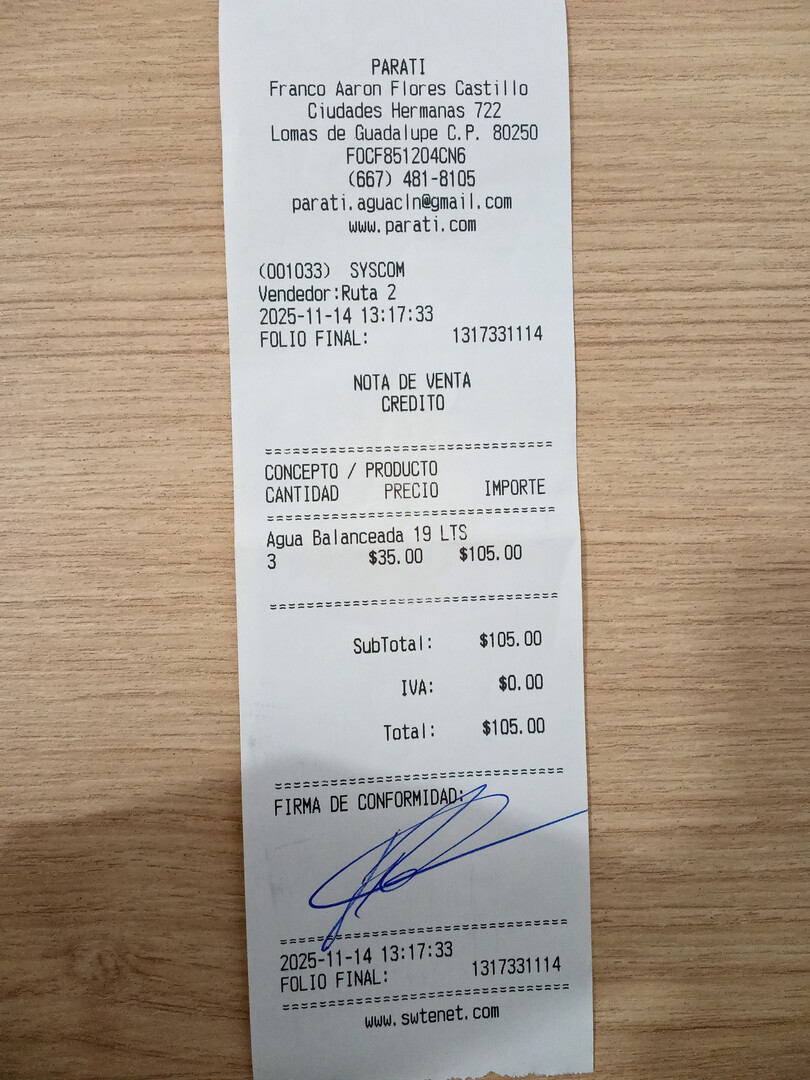 PARATI
Franco Aaron Flores Castillo
Ciudades Hermanas 722
Lomas de Guadalupe C.P. 80250
FOCF851204CN6
(667) 481-8105
parati.aguacln@gmail.com
www.parati.com
(001033) SYSCOM
Vendedor:Ruta 2
2025-11-14 13:17:33
FOLIO FINAL: 1317331114
NOTA DE VENTA
CREDITO
CONCEPTO / PRODUCTO
CANTIDAD PRECIO IMPORTE
Agua Balanceada 19 LTS
3 $35.00 $105.00
SubTotal: $105.00
IVA: $0.00
Total: $105.00
FIRMA DE CONFORMIDAD:
2025-11-14 13:17:33
FOLIO FINAL: 1317331114
www.swtenet.com